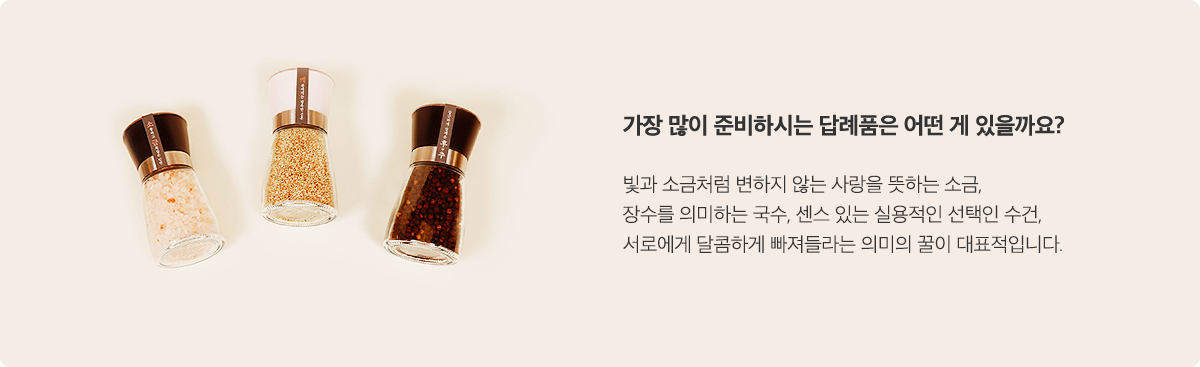 가장 많이 준비하시는 답례품은 어떤 게 있을까요?
빛과 소금처럼 변하지 않는 사랑을 뜻하는 소금,
장수를 의미하는 국수, 센스 있는 실용적인 선택인 수건,
서로에게 달콤하게 빠져들라는 의미의 꿀이 대표적입니다.